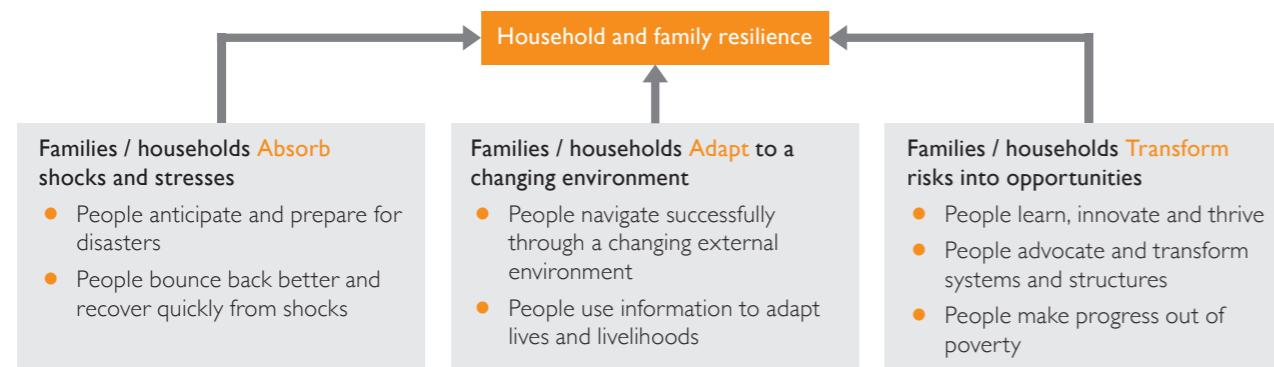 Household and family resilience
Families / households Absorb
shocks and stresses
● People anticipate and prepare for
disasters
● People bounce back better and
recover quickly from shocks
Families / households Adapt to a
changing environment
● People navigate successfully
through a changing external
environment
● People use information to adapt
lives and livelihoods
Families / households Transform
risks into opportunities
● People learn, innovate and thrive
● People advocate and transform
systems and structures
● People make progress out of
poverty